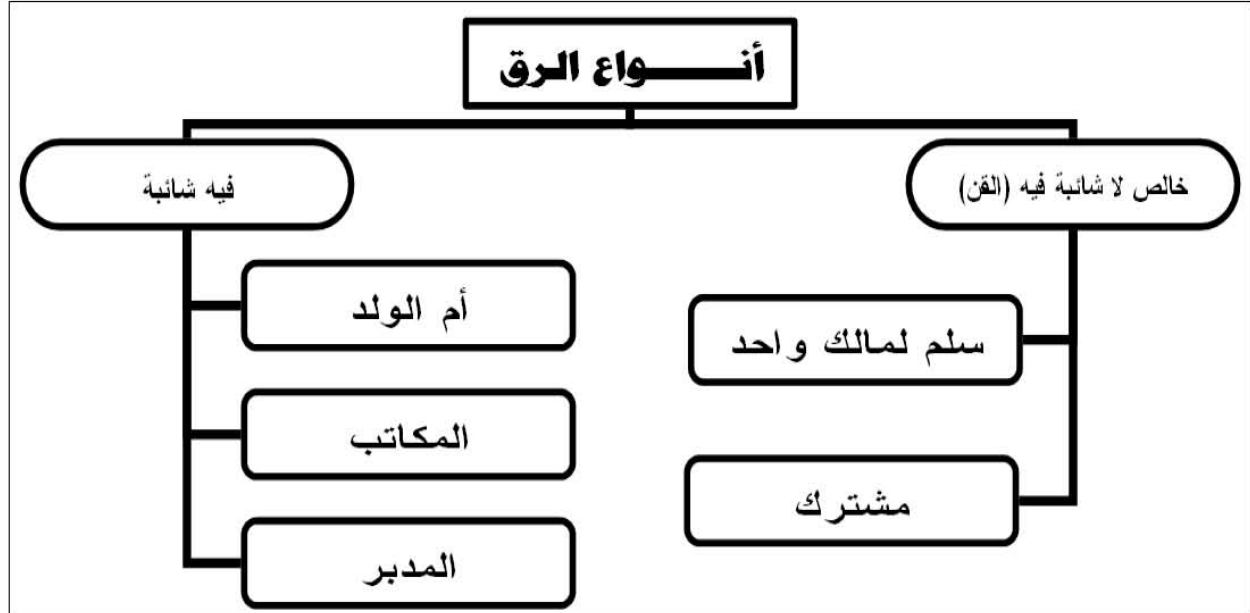 أنـــــواع الرق
خالص لا شائبة فيه (القن)
سلم لمالك واحد
مشترك
فيه شائبة
أم الولد
المكاتب
المدبر